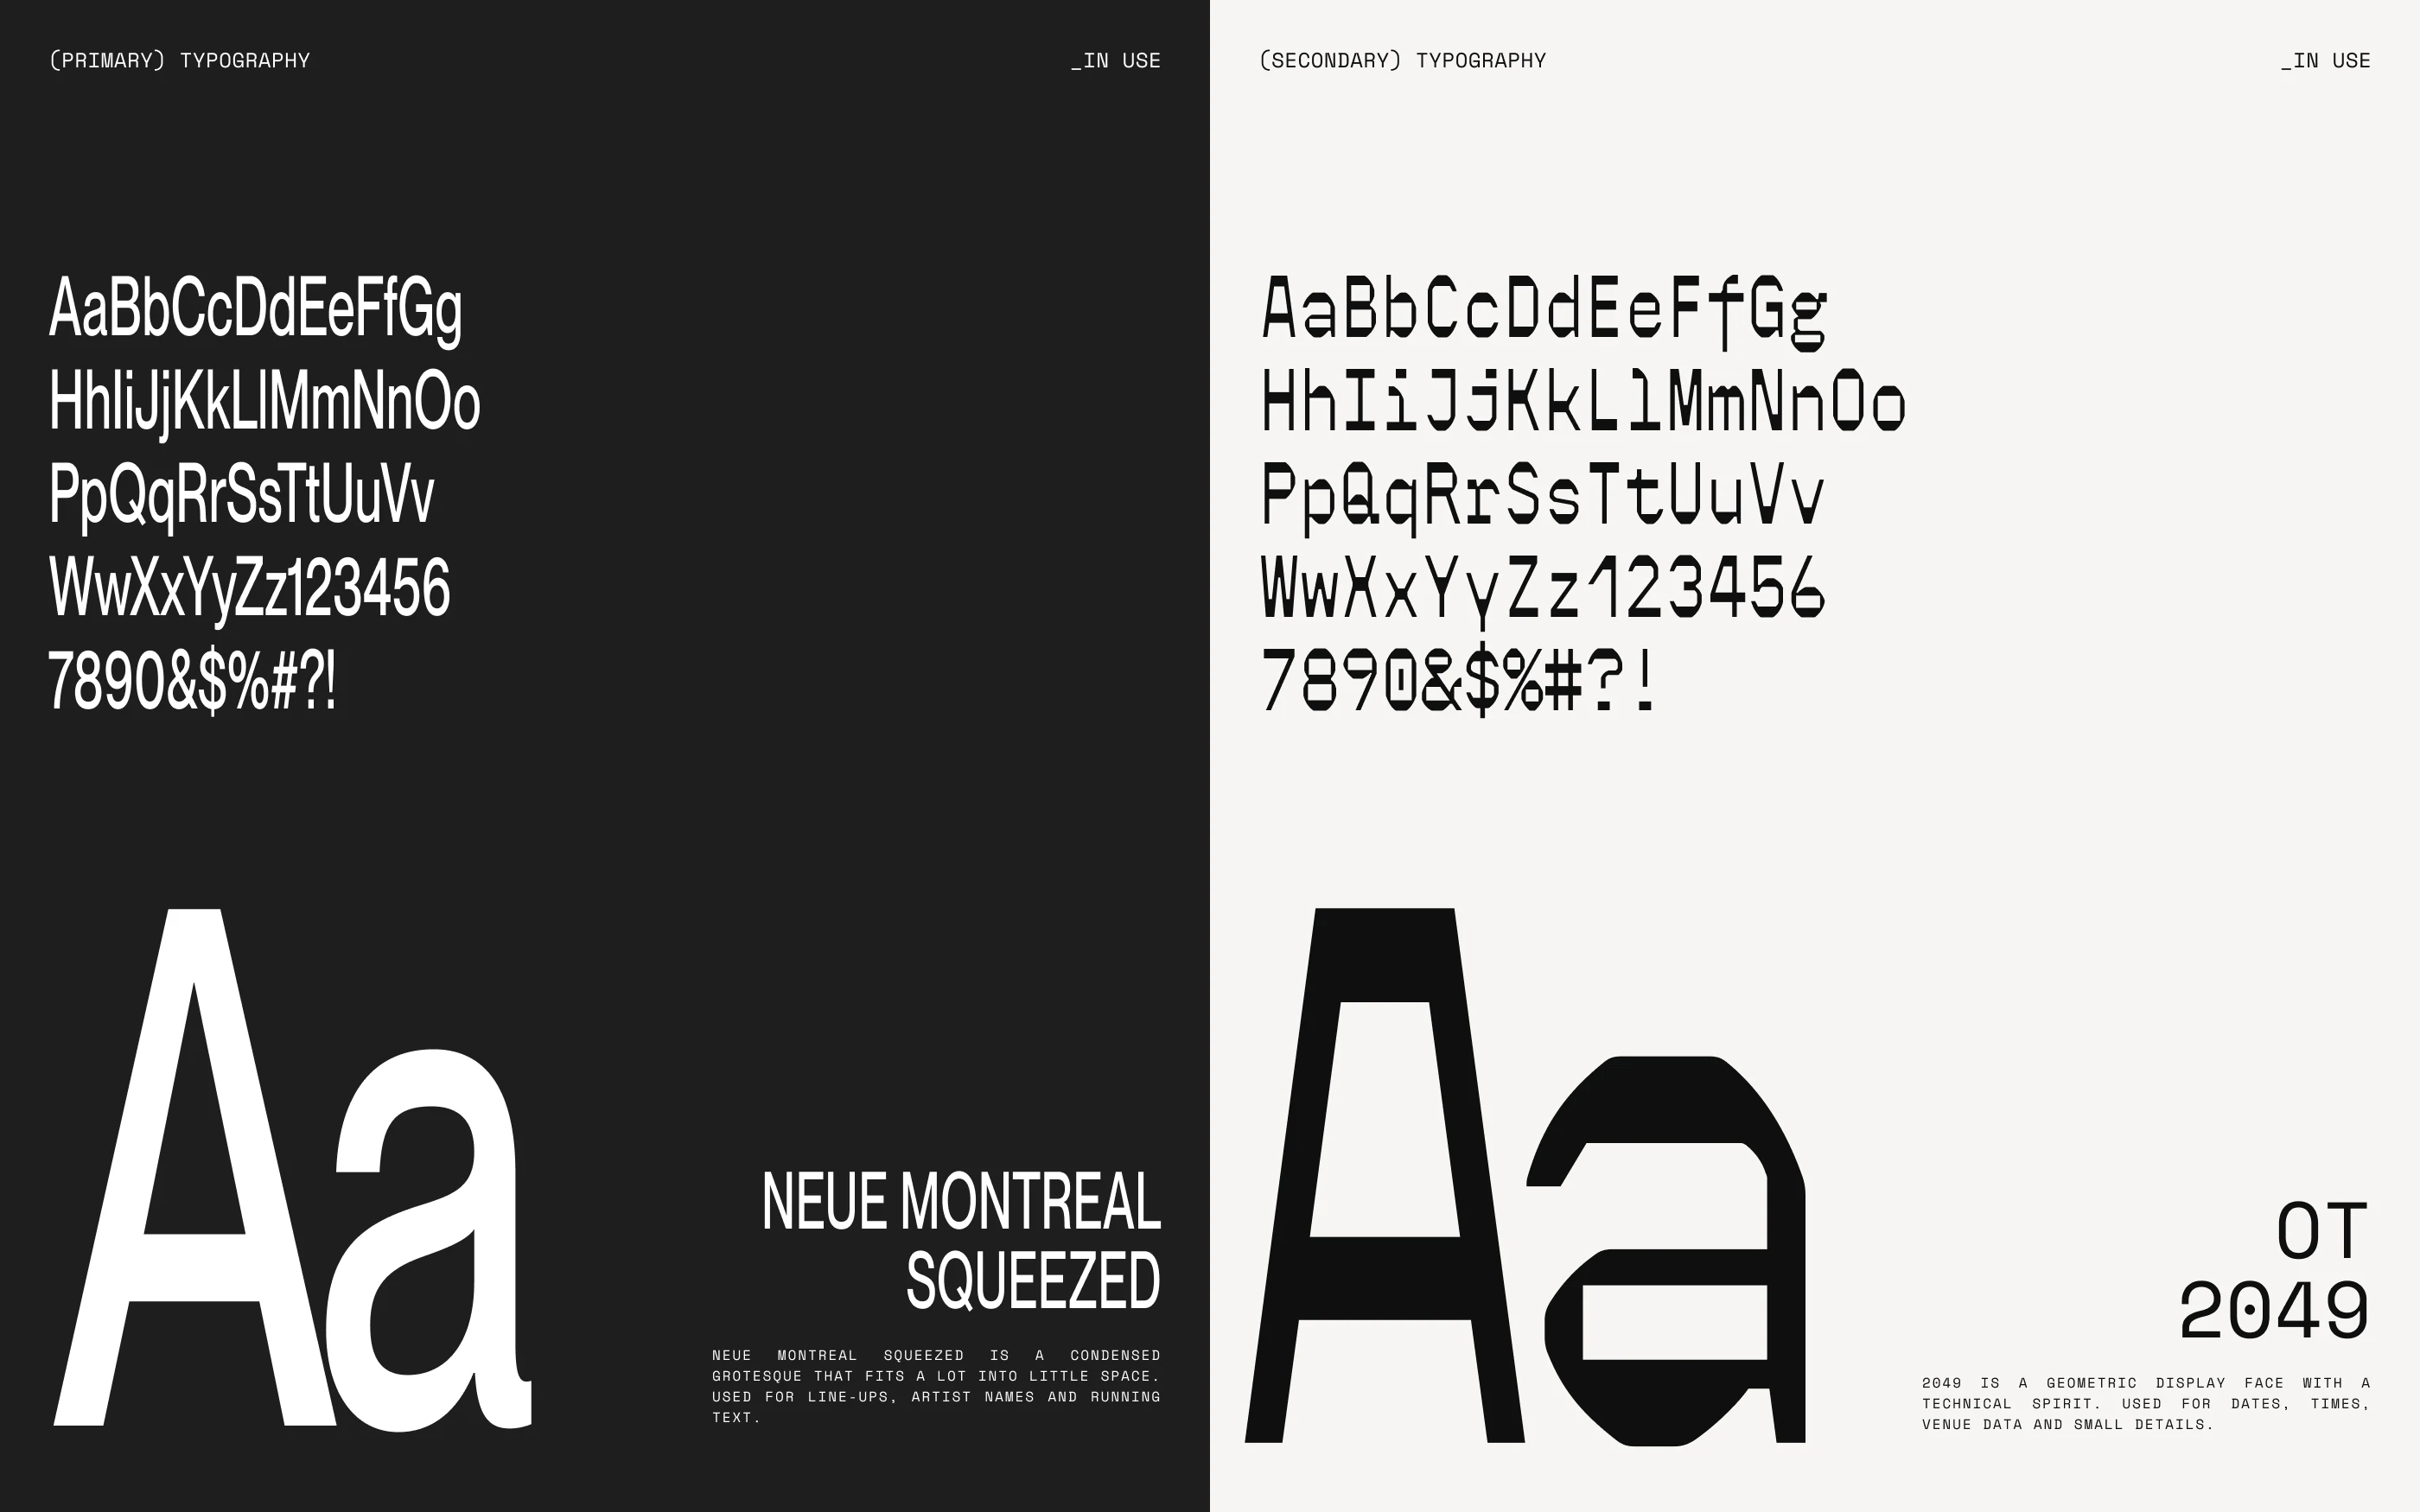 (PRIMARY) TYPOGRAPHY
_IN USE
AaBbCcDdEeFfGg
HhIiJjKkLlMmNnOo
PpQqRrSsTtUuVv
WwXxYyZz123456
7890&$%#?!
Aa
NEUE MONTREAL
SQUEEZED
NEUE MONTREAL SQUEEZED IS A CONDENSED
GROTESQUE THAT FITS A LOT INTO LITTLE SPACE.
USED FOR LINE-UPS, ARTIST NAMES AND RUNNING
TEXT.
(SECONDARY) TYPOGRAPHY
_IN USE
AaBbCcDdEeFfGg
HhIiJjKkLlMmNnOo
PpQqRrSsTtUuVv
WwXxYyZz123456
7890&$%#?!
Aa
OT
2049
2049 IS A GEOMETRIC DISPLAY FACE WITH A
TECHNICAL SPIRIT. USED FOR DATES, TIMES,
VENUE DATA AND SMALL DETAILS.